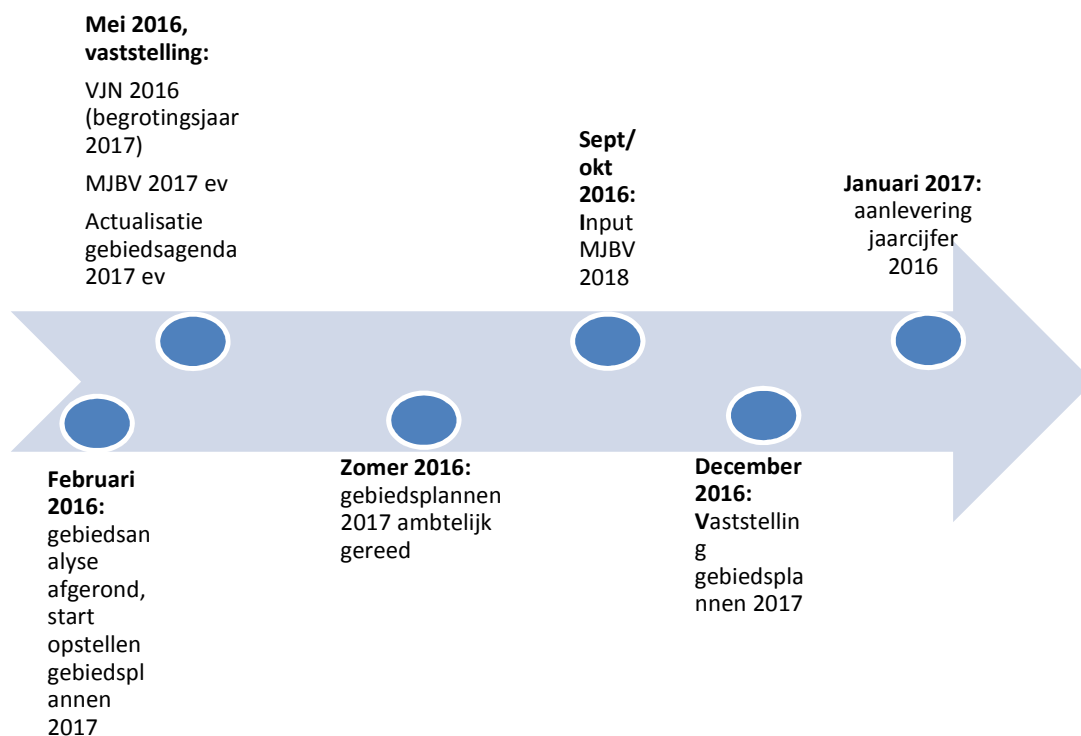 Mei 2016,
vaststelling:
VJN 2016
(begrotingsjaar
2017)
MJBV 2017 ev
Actualisatie
gebiedsagenda
2017 ev
Sept/
okt
2016:
Input
MJBV
2018
Januari 2017:
aanlevering
jaarcijfer
2016
Februari
2016:
gebiedsan
alyse
afgerond,
start
opstellen
gebiedspl
annen
2017
Zomer 2016:
gebiedsplannen
2017 ambtelijk
gereed
December
2016:
Vaststellin
g
gebiedspla
nnen 2017